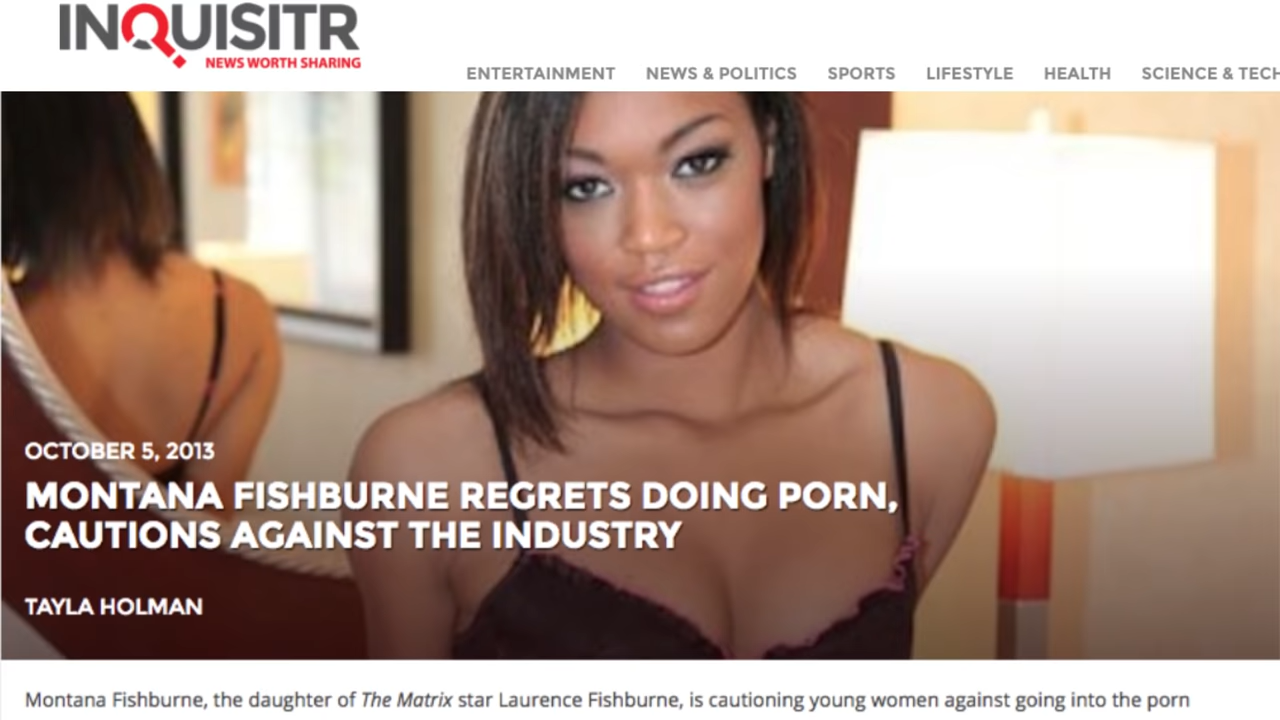 INQUISITR
NEWS WORTH SHARING
ENTERTAINMENT NEWS & POLITICS SPORTS LIFESTYLE HEALTH SCIENCE & TECH
OCTOBER 5, 2013
MONTANA FISHBURNE REGRETS DOING PORN,
CAUTIONS AGAINST THE INDUSTRY
TAYLA HOLMAN
Montana Fishburne, the daughter of The Matrix star Laurence Fishburne, is cautioning young women against going into the porn